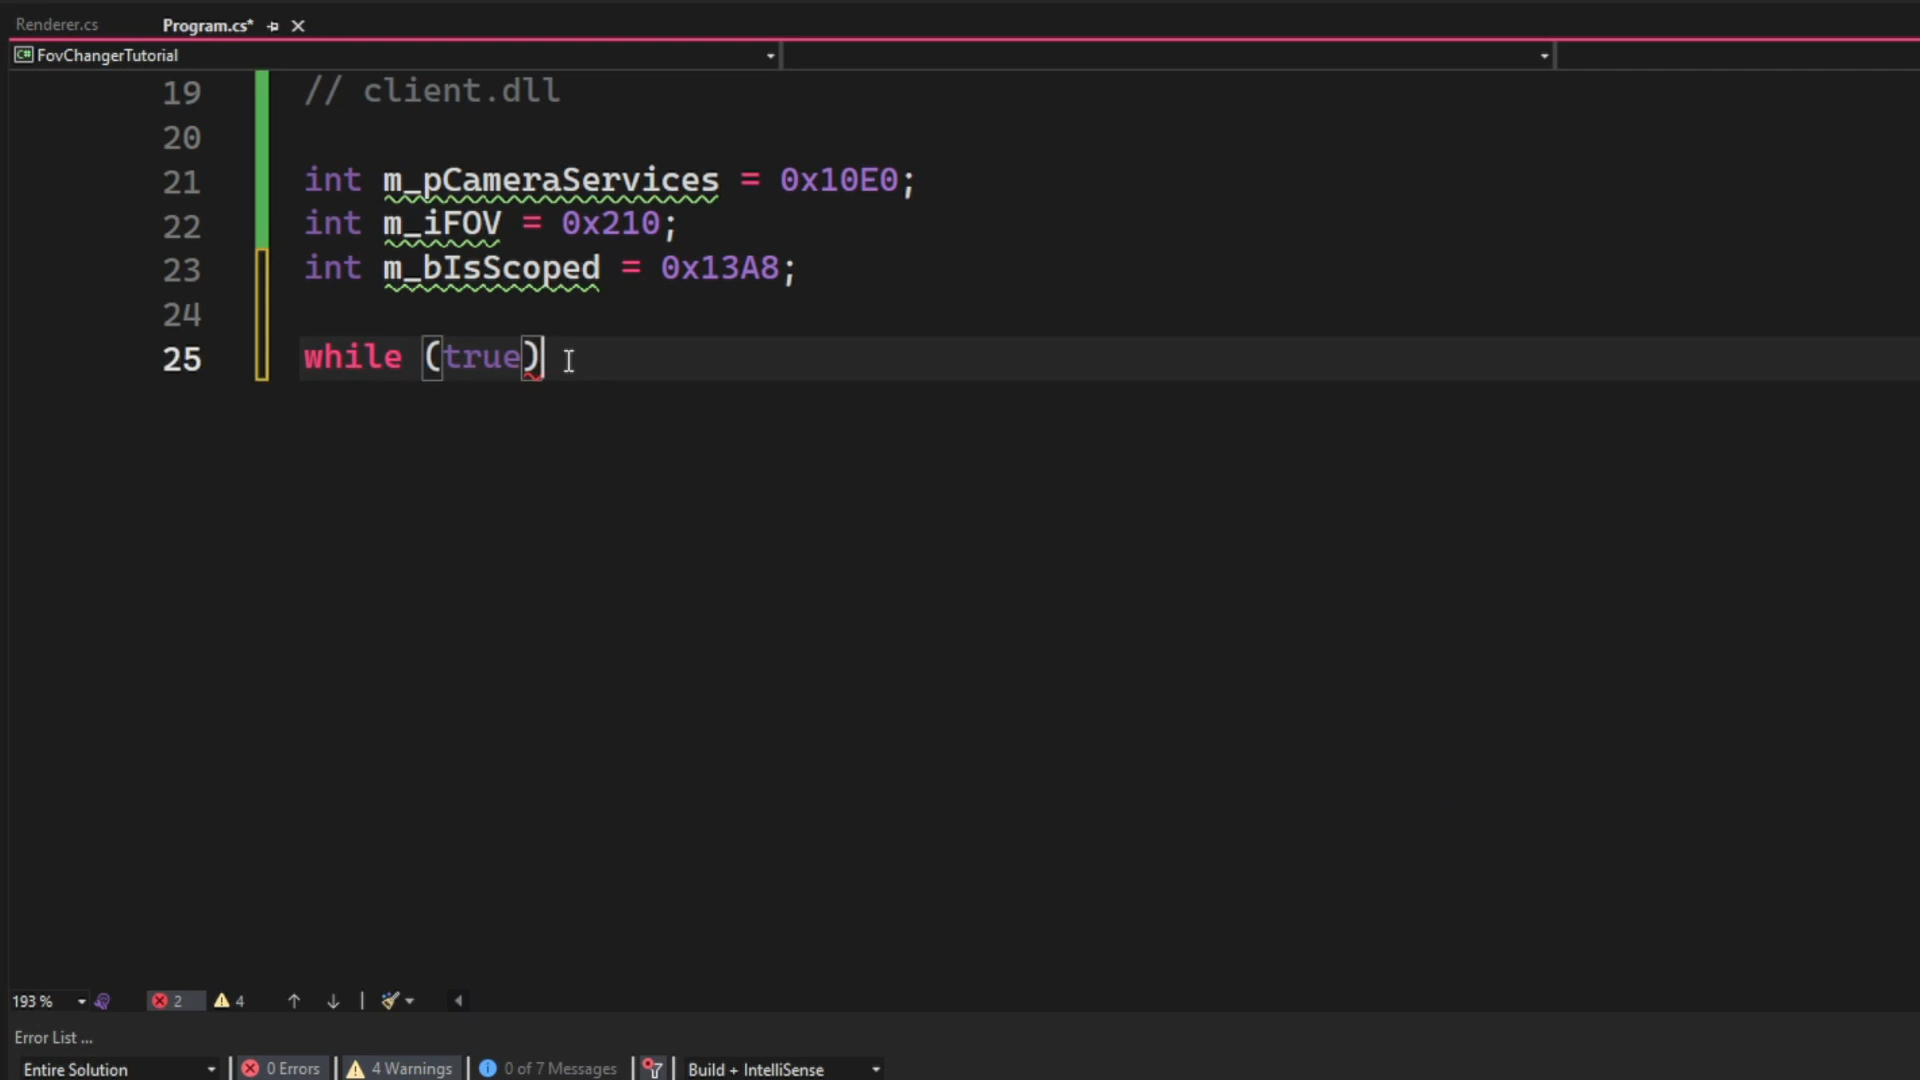 Renderer.cs Program.cs*
C# FovChangerTutorial
19 // client.dll
20
21 int m_pCameraServices = 0x10E0;
22 int m_iFOV = 0x210;
23 int m_bIsScoped = 0x13A8;
24
25 while (true)
193 % 2 4
Error List ...
Entire Solution 0 Errors 4 Warnings 0 of 7 Messages Build + IntelliSense